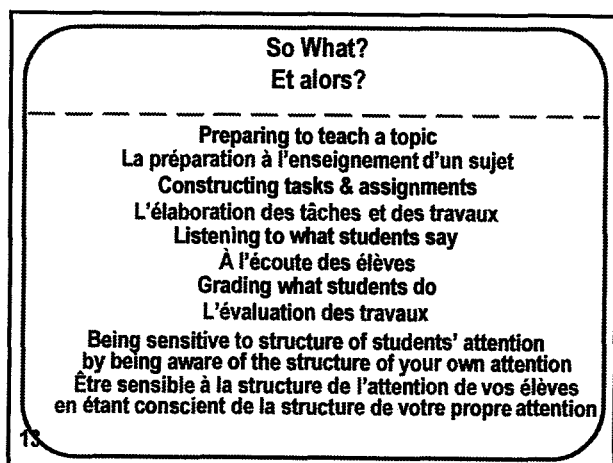 So What?
Et alors?
Preparing to teach a topic
La préparation à l'enseignement d'un sujet
Constructing tasks & assignments
L'élaboration des tâches et des travaux
Listening to what students say
À l'écoute des élèves
Grading what students do
L'évaluation des travaux
Being sensitive to structure of students' attention
by being aware of the structure of your own attention
Être sensible à la structure de l'attention de vos élèves
en étant conscient de la structure de votre propre attention
13